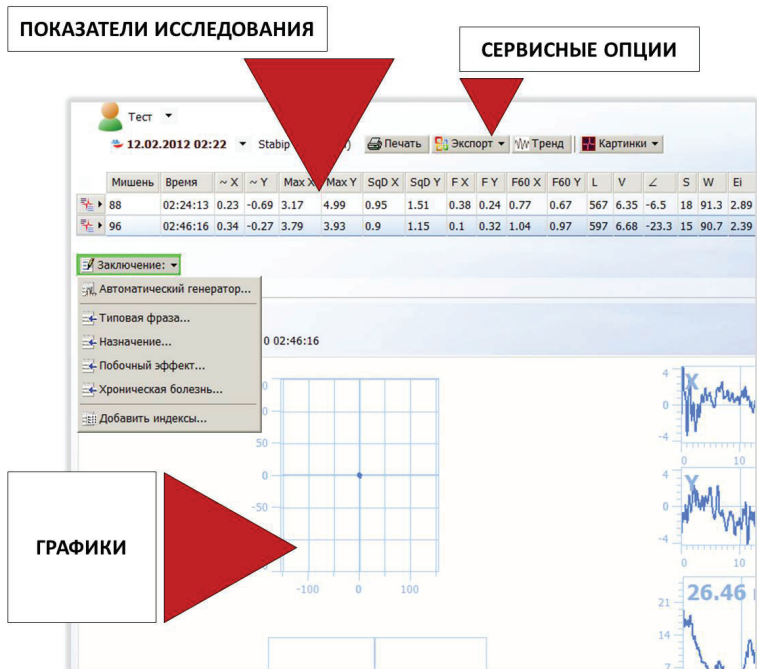 ПОКАЗАТЕЛИ ИССЛЕДОВАНИЯ
СЕРВИСНЫЕ ОПЦИИ
Тест
12.02.2012 02:22 Stabip Печать Экспорт Тренд Картинки
Мишень Время ~ X ~ Y Max X Max Y SqD X SqD Y F X F Y F60 X F60 Y L V ∠ S W Ei
88 02:24:13 0.23 -0.69 3.17 4.99 0.95 1.51 0.38 0.24 0.77 0.67 567 6.35 -6.5 18 91.3 2.89
96 02:46:16 0.34 -0.27 3.79 3.93 0.9 1.15 0.1 0.32 1.04 0.97 597 6.68 -23.3 15 90.7 2.39
Заключение:
Автоматический генератор...
Типовая фраза...
Назначение...
Побочный эффект...
Хроническая болезнь...
Добавить индексы...
0 02:46:16
50
0
-50
-100 0 100
4
X
0
-4
0 10
4
Y
0
-4
0 10
26.46
21
14
7
ГРАФИКИ